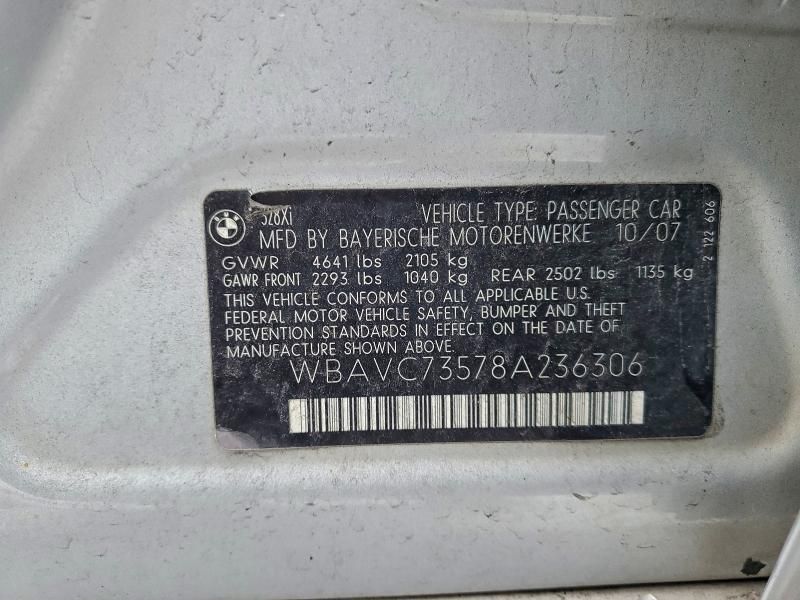 328Xi VEHICLE TYPE: PASSENGER CAR
MFD BY BAYERISCHE MOTORENWERKE 10/07
GVWR 4641 lbs 2105 kg
GAWR FRONT 2293 lbs 1040 kg REAR 2502 lbs 1135 kg
THIS VEHICLE CONFORMS TO ALL APPLICABLE U.S.
FEDERAL MOTOR VEHICLE SAFETY, BUMPER AND THEFT
PREVENTION STANDARDS IN EFFECT ON THE DATE OF
MANUFACTURE SHOWN ABOVE.
WBAVC73578A236306
2 122 606
BMW